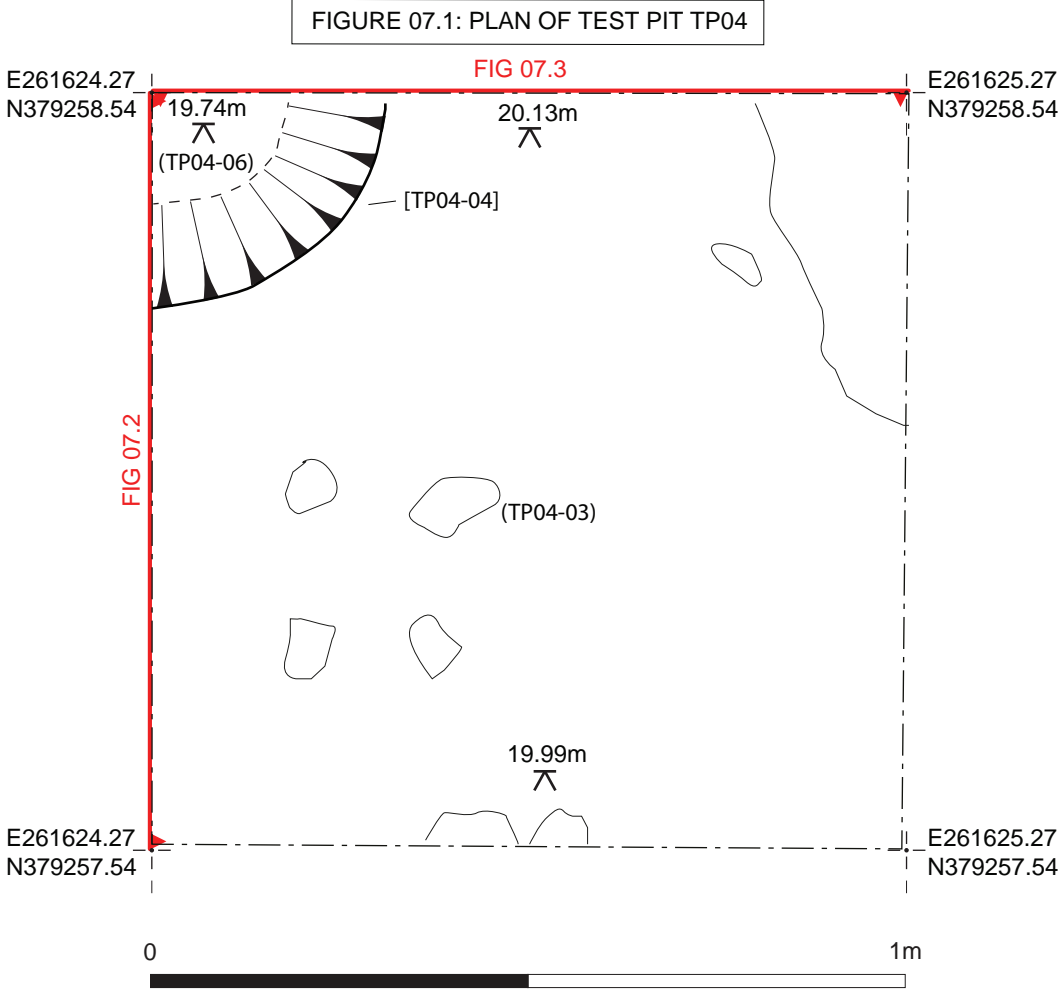 FIGURE 07.1: PLAN OF TEST PIT TP04
FIG 07.3
E261624.27
N379258.54
E261625.27
N379258.54
19.74m
20.13m
(TP04-06)
[TP04-04]
FIG 07.2
(TP04-03)
19.99m
E261624.27
N379257.54
E261625.27
N379257.54
0
1m